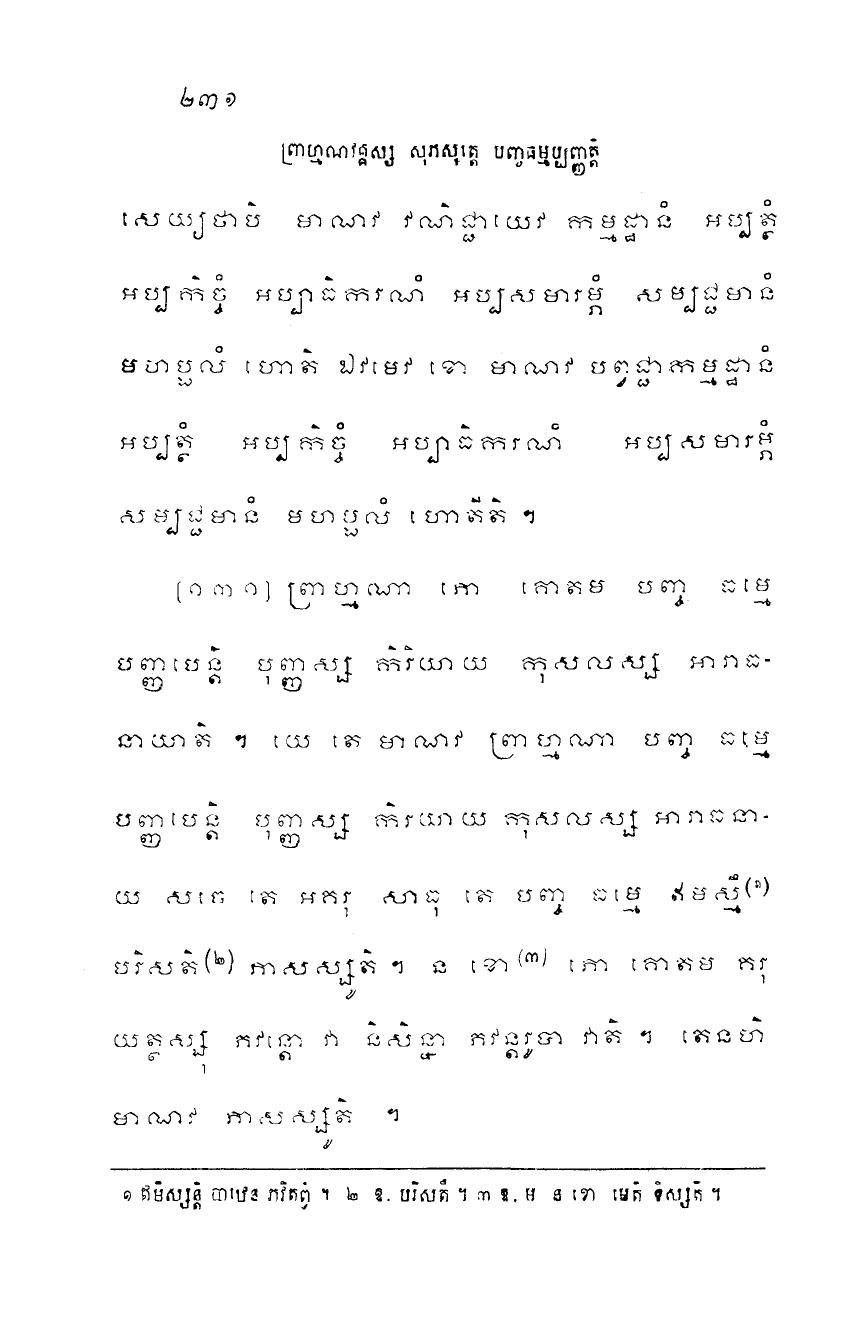 ២៣១
ព្រាហ្មណវគ្គស្ស សុភសុត្តេ បញ្ចធម្មប្បញ្ញត្តិ
សេយ្យថាបិ មាណវ វណិជ្ជាយេវ កម្មដ្ឋានំ អប្បត្ថំ
អប្បកិច្ចំ អប្បាធិករណំ អប្បសមារម្ភំ សម្បជ្ជមានំ
មហប្ផលំ ហោតិ ឯវមេវ ខោ មាណវ បព្វជ្ជាកម្មដ្ឋានំ
អប្បត្ថំ អប្បកិច្ចំ អប្បាធិករណំ អប្បសមារម្ភំ
សម្បជ្ជមានំ មហប្ផលំ ហោតីតិ ។
[១៣១] ព្រាហ្មណា ភោ គោតម បញ្ច ធម្មេ
បញ្ញបេន្តិ បុញ្ញស្ស កិរិយាយ កុសលស្ស អារាធ-
នាយាតិ ។ យេ តេ មាណវ ព្រាហ្មណា បញ្ច ធម្មេ
បញ្ញបេន្តិ បុញ្ញស្ស កិរយាយ កុសលស្ស អារាធនា-
យ សចេ តេ អគរុ សាធុ តេ បញ្ច ធម្មេ ឥមស្មឹ(១)
បរិសតិ(២) ភាសស្សូតិ ។ ន ខោ(៣) ភោ គោតម គរុ
យត្ថស្សុ ភវន្តោ វា និសិន្នា ភវន្តរូបា វាតិ ។ តេនហិ
មាណវ ភាសស្សូតិ ។
១ ឥមិស្សន្តិ បាឋេន ភវិតព្វំ ។ ២ ឱ. បរិសតឹ ។ ៣ ឱ. ម ន ខោ មេតិ ទិស្សតិ ។